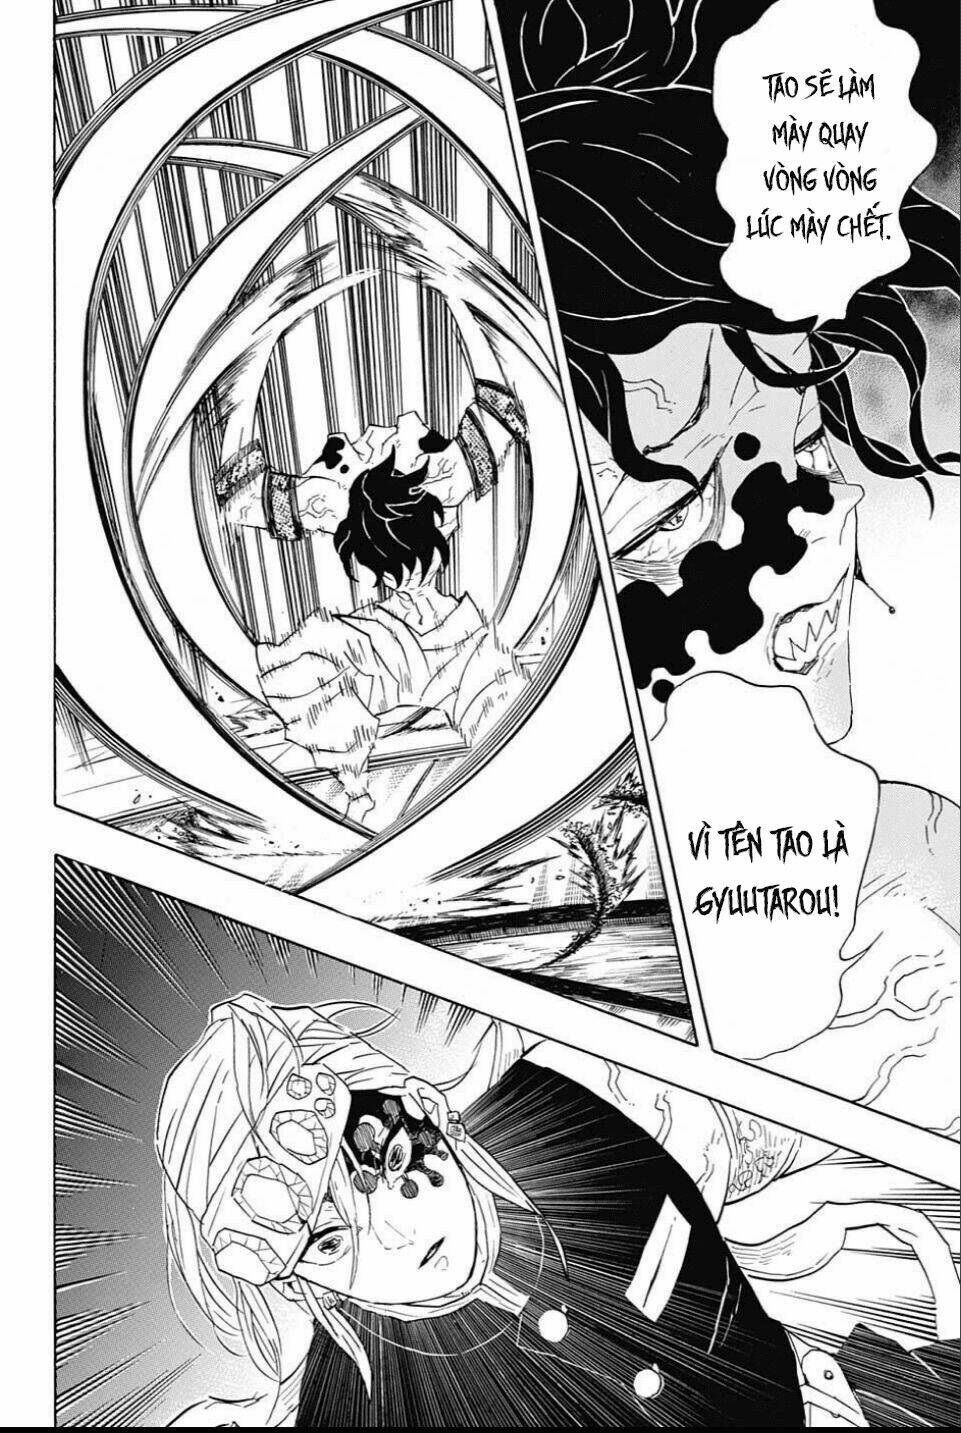 TAO SẼ LÀM
MÀY QUAY
VÒNG VÒNG
LÚC MÀY CHẾT.
VÌ TÊN TAO LÀ
GYUUTAROU!